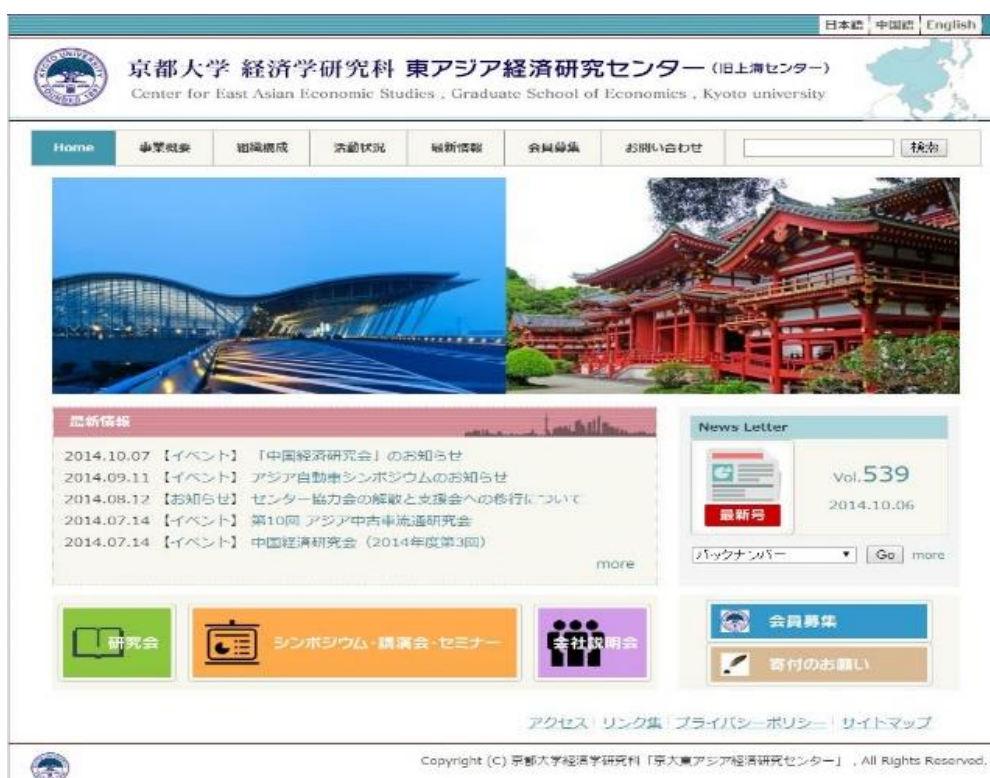 日本語 中国語 English
京都大学 経済学研究科 東アジア経済研究センター (旧上海センター)
Center for East Asian Economic Studies , Graduate School of Economics , Kyoto university
KYOTO UNIVERSITY
FOUNDED 1897
Home 事業概要 組織構成 活動状況 最新情報 会員募集 お問い合わせ 検索
最新情報
2014.10.07 【イベント】 「中国経済研究会」のお知らせ
2014.09.11 【イベント】 アジア自動車シンポジウムのお知らせ
2014.08.12 【お知らせ】 センター協力会の解散と支援会への移行について
2014.07.14 【イベント】 第10回 アジア中古車流通研究会
2014.07.14 【イベント】 中国経済研究会（2014年度第3回）
more
News Letter
最新号
Vol.539
2014.10.06
バックナンバー Go more
研究会
シンポジウム・講演会・セミナー
会社説明会
会員募集
寄付のお願い
アクセス リンク集 プライバシーポリシー サイトマップ
Copyright (C) 京都大学経済学研究科「京大東アジア経済研究センター」 , All Rights Reserved.